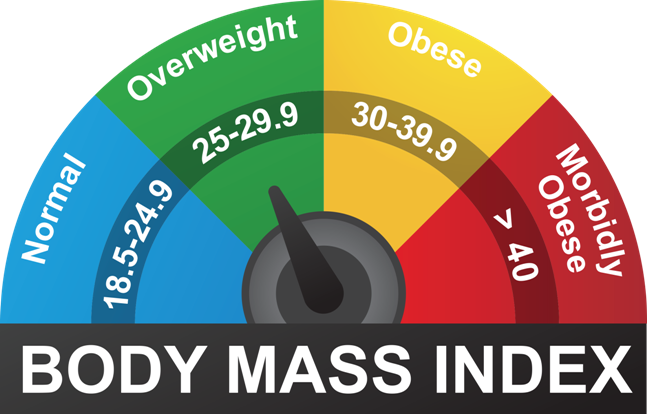 Normal
18.5-24.9
Overweight
25-29.9
Obese
30-39.9
Morbidly
Obese
> 40
BODY MASS INDEX